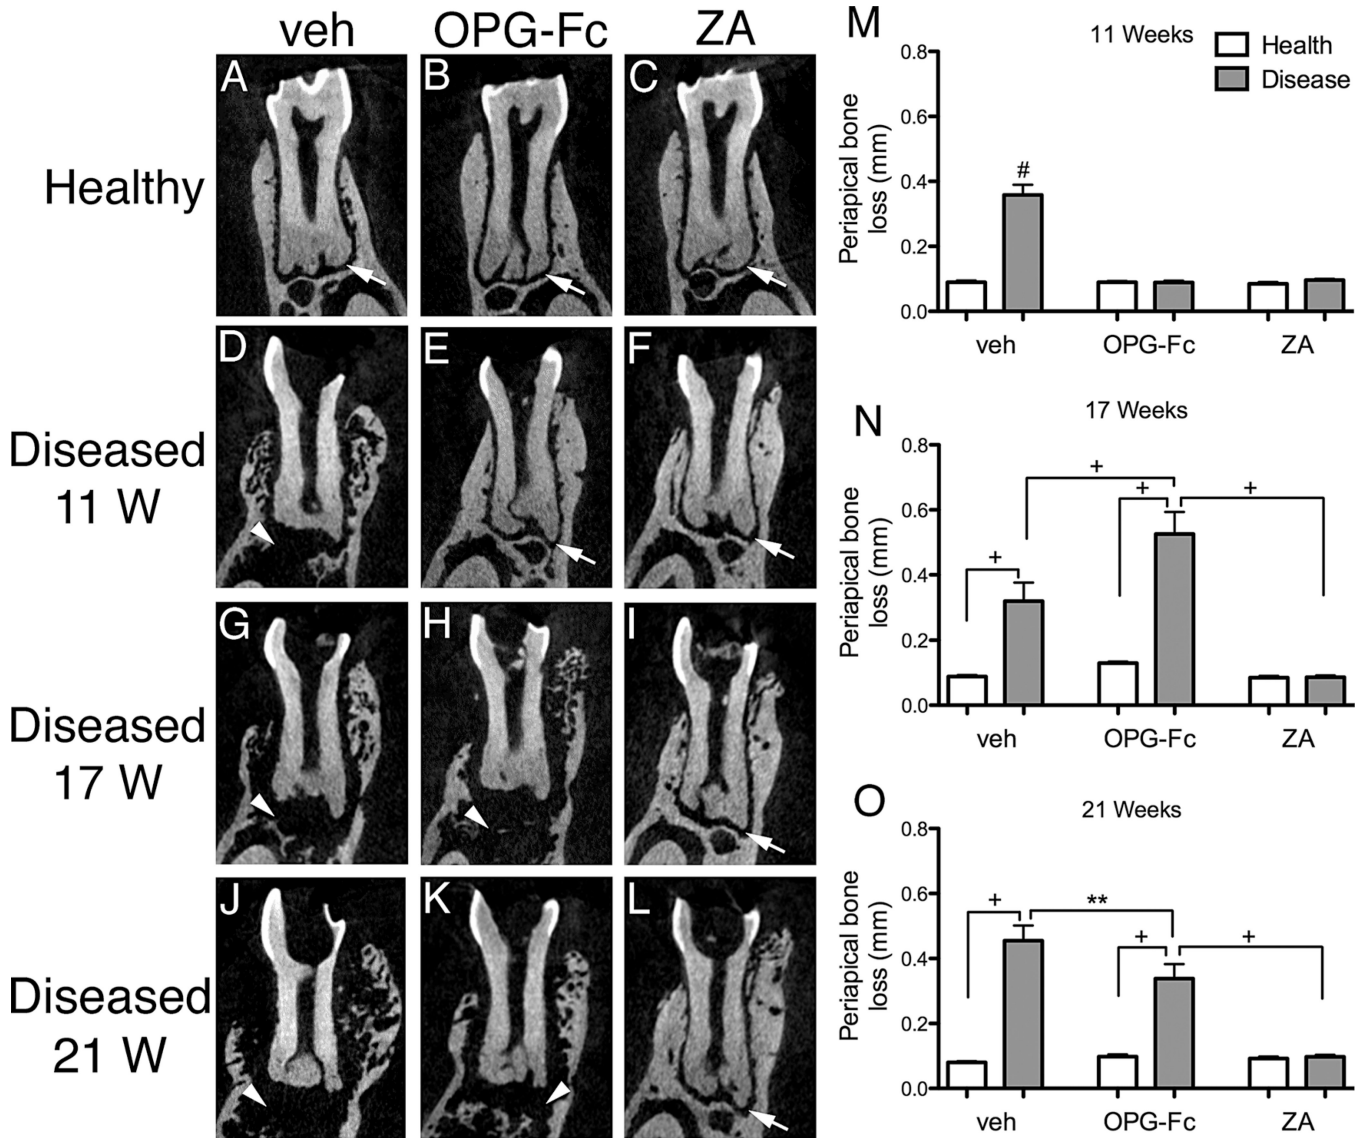 veh OPG-Fc ZA
Healthy
A B C
Diseased
11 W
D E F
Diseased
17 W
G H I
Diseased
21 W
J K L
M
11 Weeks
Health
Disease
Periapical bone
loss (mm)
0.8
0.6
0.4
0.2
0.0
#
veh OPG-Fc ZA
N
17 Weeks
Periapical bone
loss (mm)
0.8
0.6
0.4
0.2
0.0
+ + + +
veh OPG-Fc ZA
O
21 Weeks
Periapical bone
loss (mm)
0.8
0.6
0.4
0.2
0.0
+ ** + +
veh OPG-Fc ZA